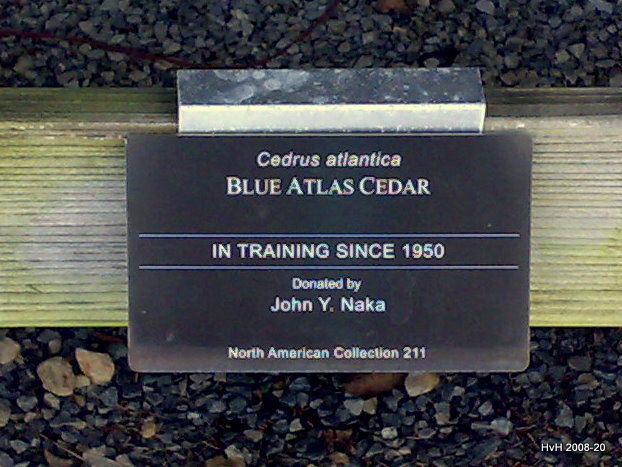 Cedrus atlantica
BLUE ATLAS CEDAR
IN TRAINING SINCE 1950
Donated by
John Y. Naka
North American Collection 211
HvH 2008-20